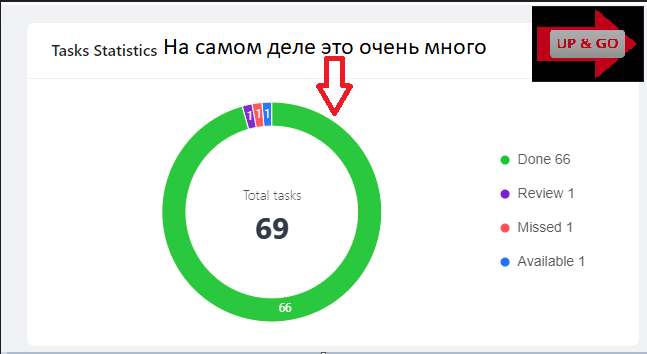 Tasks Statistics На самом деле это очень много
UP & GO
1 1 1
Done 66
Review 1
Total tasks
69
Missed 1
Available 1
66